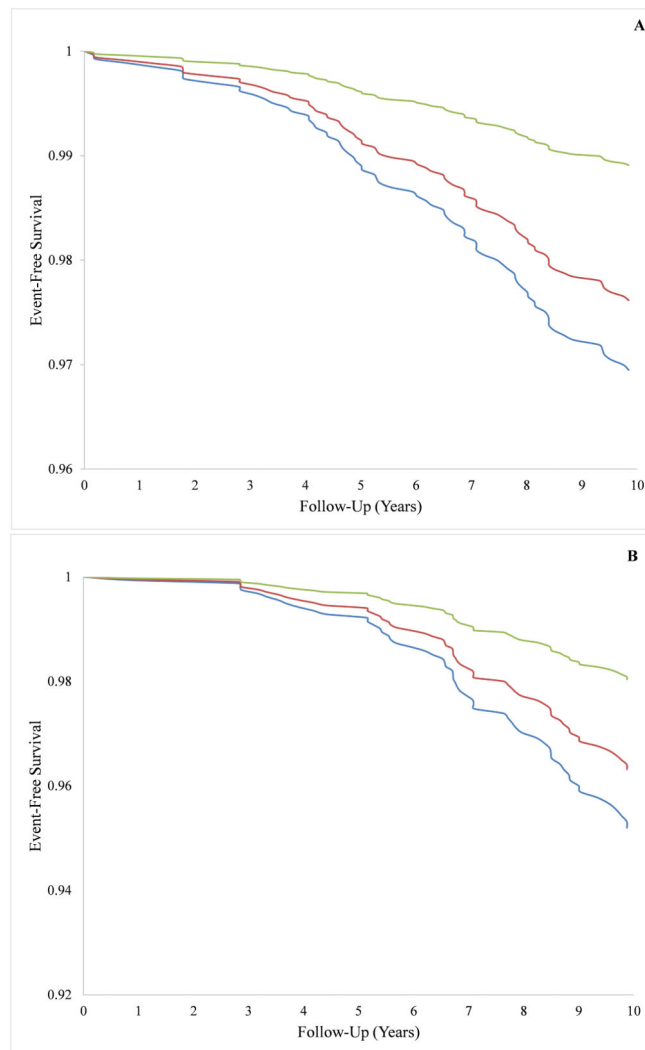 A
1
0.99
0.98
0.97
0.96
Event-Free Survival
0 1 2 3 4 5 6 7 8 9 10
Follow-Up (Years)
B
1
0.98
0.96
0.94
0.92
Event-Free Survival
0 1 2 3 4 5 6 7 8 9 10
Follow-Up (Years)